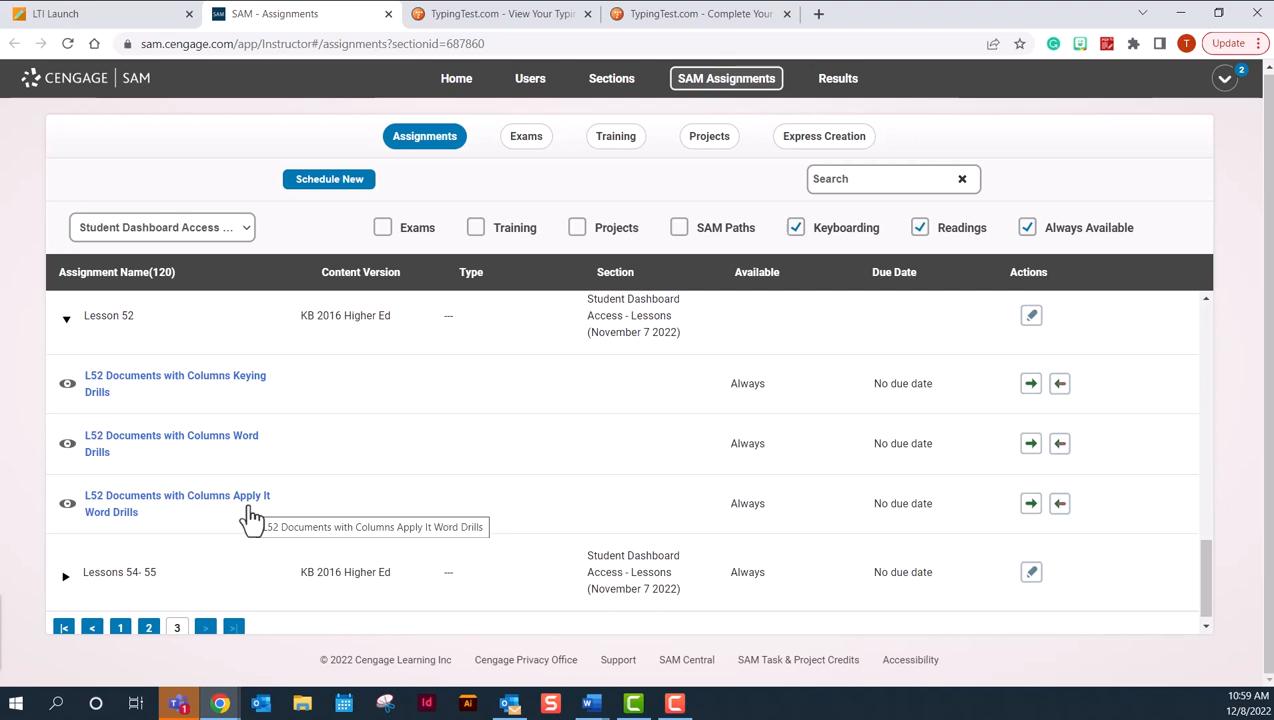 LTI Launch
SAM - Assignments
TypingTest.com - View Your Typi
TypingTest.com - Complete Your
sam.cengage.com/app/Instructor#/assignments?sectionid=687860
T
Update
CENGAGE | SAM
Home
Users
Sections
SAM Assignments
Results
2
Assignments
Exams
Training
Projects
Express Creation
Schedule New
Search
Student Dashboard Access ...
Exams
Training
Projects
SAM Paths
Keyboarding
Readings
Always Available
Assignment Name(120)
Content Version
Type
Section
Available
Due Date
Actions
Lesson 52
KB 2016 Higher Ed
---
Student Dashboard
Access - Lessons
(November 7 2022)
L52 Documents with Columns Keying
Drills
Always
No due date
L52 Documents with Columns Word
Drills
Always
No due date
L52 Documents with Columns Apply It
Word Drills
Always
No due date
L52 Documents with Columns Apply It Word Drills
Lessons 54- 55
KB 2016 Higher Ed
---
Student Dashboard
Access - Lessons
(November 7 2022)
Always
No due date
|< < 1 2 3 > >|
© 2022 Cengage Learning Inc
Cengage Privacy Office
Support
SAM Central
SAM Task & Project Credits
Accessibility
10:59 AM
12/8/2022